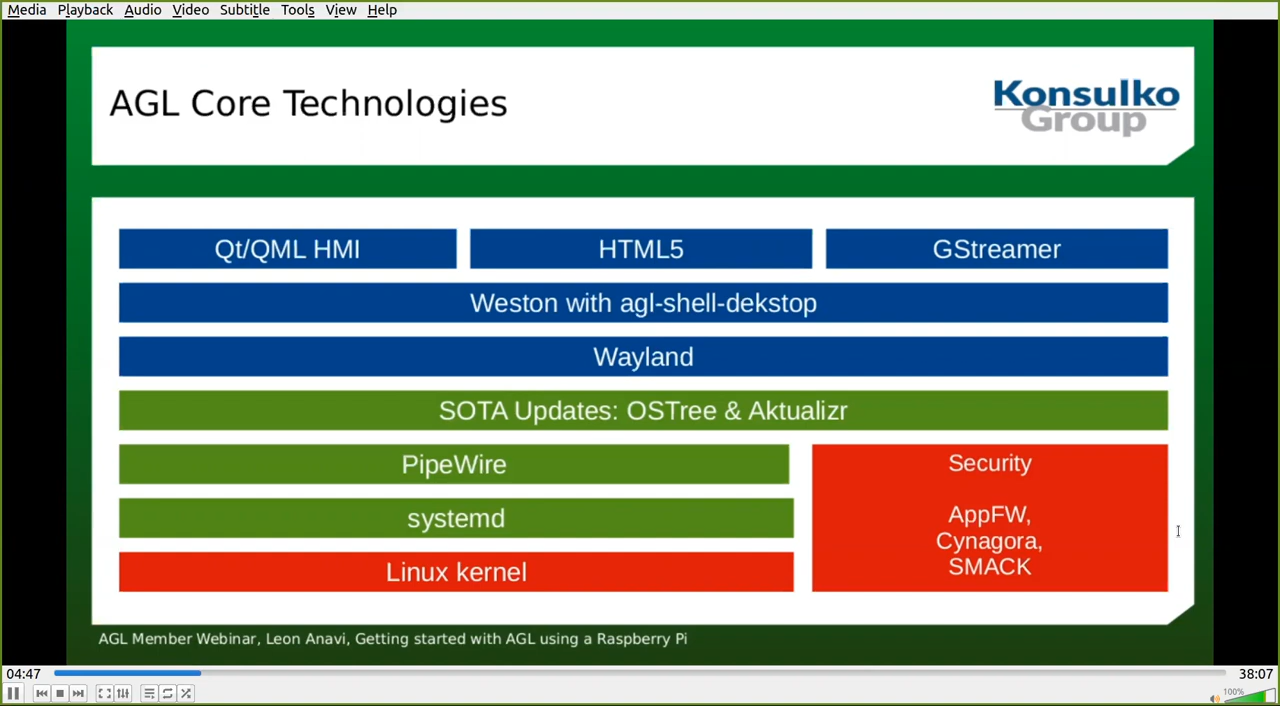 Media Playback Audio Video Subtitle Tools View Help
AGL Core Technologies
Konsulko
Group
Qt/QML HMI
HTML5
GStreamer
Weston with agl-shell-dekstop
Wayland
SOTA Updates: OSTree & Aktualizr
PipeWire
systemd
Linux kernel
Security
AppFW,
Cynagora,
SMACK
AGL Member Webinar, Leon Anavi, Getting started with AGL using a Raspberry Pi
04:47
38:07
100%